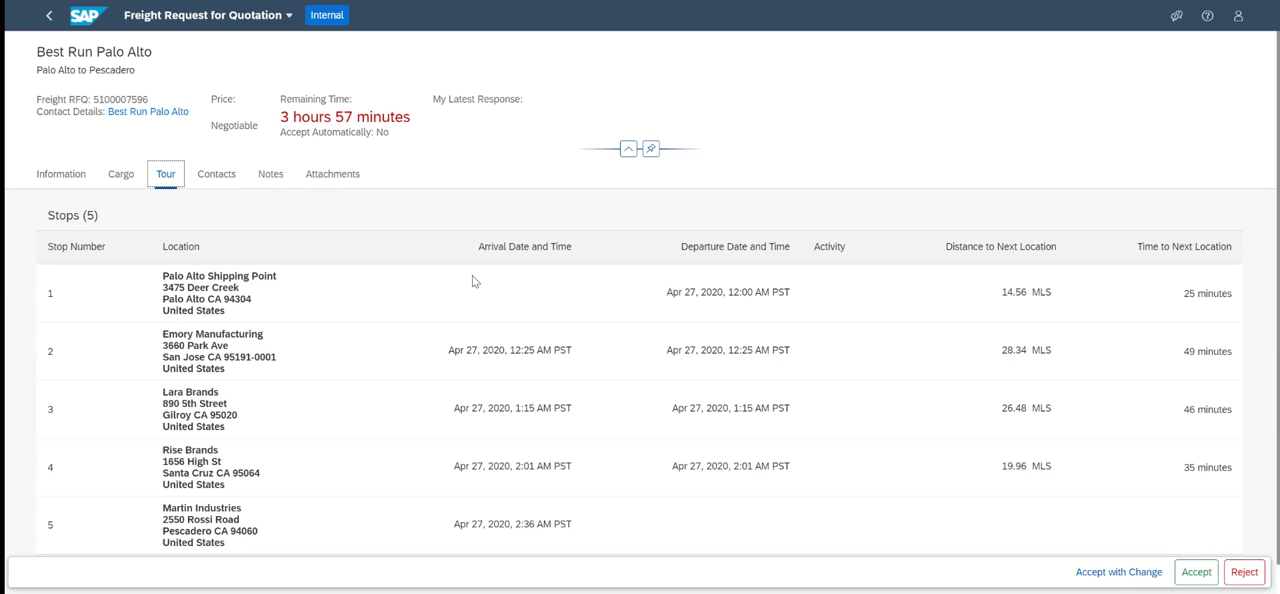 SAP Freight Request for Quotation Internal
Best Run Palo Alto
Palo Alto to Pescadero
Freight RFQ: 5100007596
Contact Details: Best Run Palo Alto
Price:
Negotiable
Remaining Time:
3 hours 57 minutes
Accept Automatically: No
My Latest Response:
Information Cargo Tour Contacts Notes Attachments
Stops (5)
Stop Number Location Arrival Date and Time Departure Date and Time Activity Distance to Next Location Time to Next Location
1
Palo Alto Shipping Point
3475 Deer Creek
Palo Alto CA 94304
United States
Apr 27, 2020, 12:00 AM PST
14.56 MLS
25 minutes
2
Emory Manufacturing
3660 Park Ave
San Jose CA 95191-0001
United States
Apr 27, 2020, 12:25 AM PST
Apr 27, 2020, 12:25 AM PST
28.34 MLS
49 minutes
3
Lara Brands
890 5th Street
Gilroy CA 95020
United States
Apr 27, 2020, 1:15 AM PST
Apr 27, 2020, 1:15 AM PST
26.48 MLS
46 minutes
4
Rise Brands
1656 High St
Santa Cruz CA 95064
United States
Apr 27, 2020, 2:01 AM PST
Apr 27, 2020, 2:01 AM PST
19.96 MLS
35 minutes
5
Martin Industries
2550 Rossi Road
Pescadero CA 94060
United States
Apr 27, 2020, 2:36 AM PST
Accept with Change Accept Reject